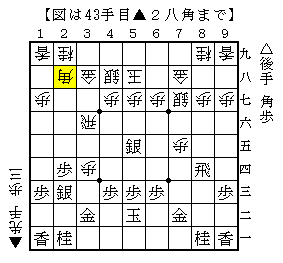 【図は43手目▲２八角まで】
1 2 3 4 5 6 7 8 9
香 桂 桂 香 九
角 金 銀 玉 金 八
歩 歩 歩 歩 銀 歩 歩 七
飛 六
銀 歩 五
歩 歩 飛 四
歩 銀 歩 歩 歩 歩 三
金 玉 金 二
香 桂 桂 香 一
△後手 角歩
▲先手 歩三